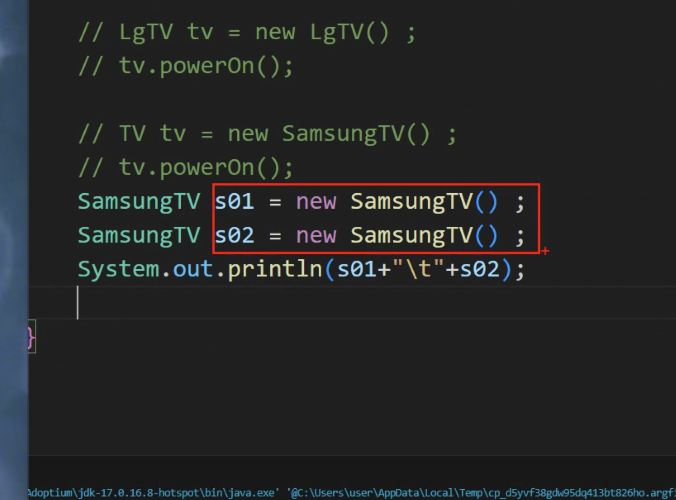 // LgTV tv = new LgTV() ;
// tv.powerOn();
// TV tv = new SamsungTV() ;
// tv.powerOn();
SamsungTV s01 = new SamsungTV() ;
SamsungTV s02 = new SamsungTV() ;
System.out.println(s01+"\t"+s02);
}
Adoptium\jdk-17.0.16.8-hotspot\bin\java.exe' '@C:\Users\user\AppData\Local\Temp\cp_d5yvf38gdw95dq413bt826ho.argf